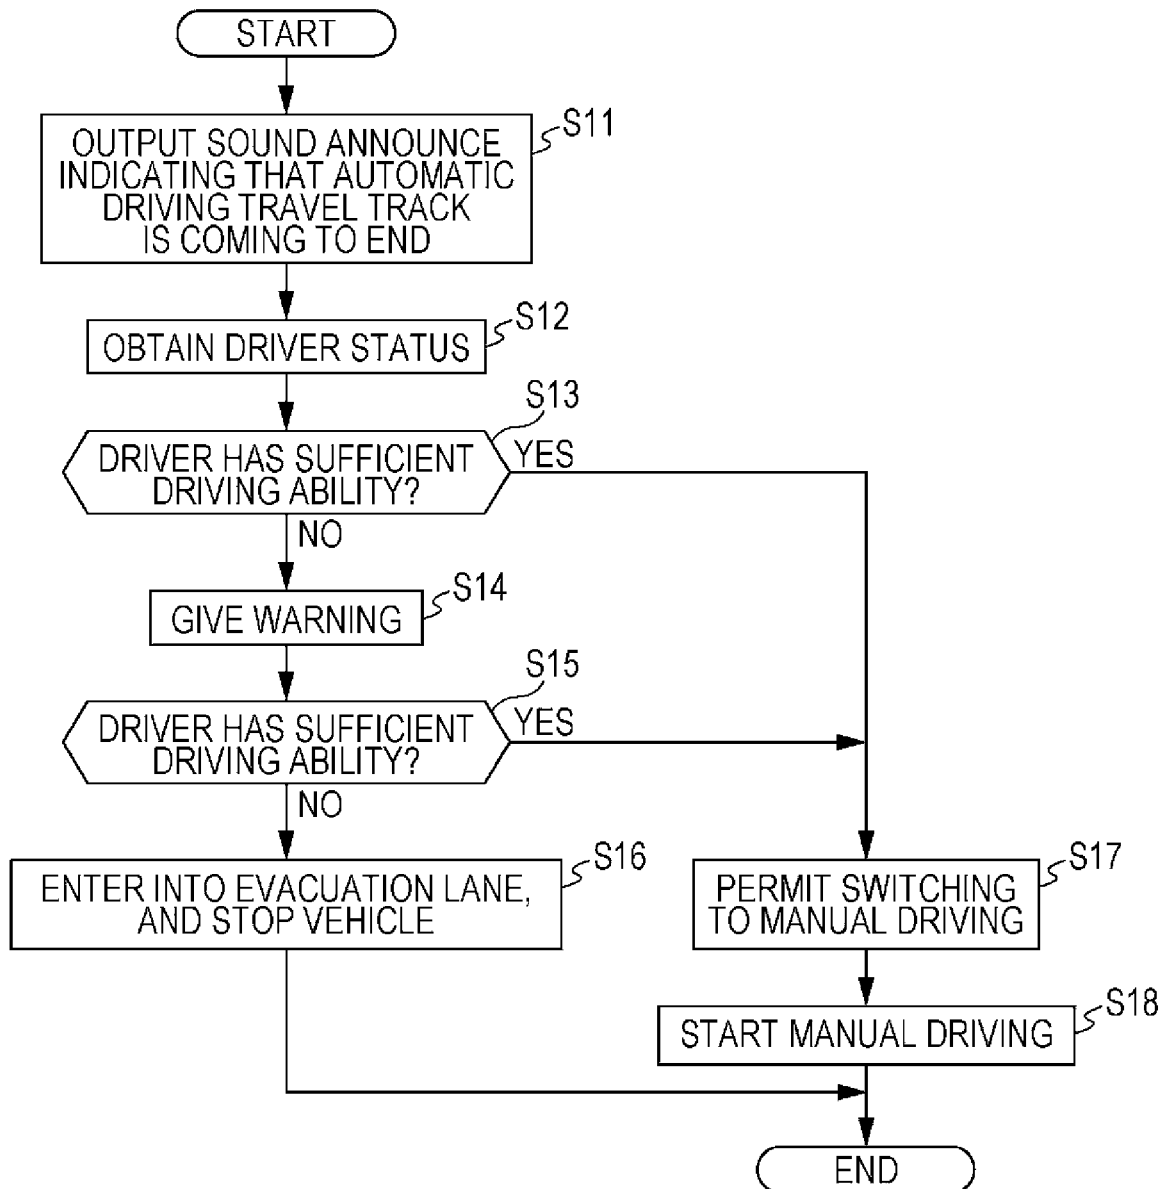 START
OUTPUT SOUND ANNOUNCE
INDICATING THAT AUTOMATIC
DRIVING TRAVEL TRACK
IS COMING TO END
S11
OBTAIN DRIVER STATUS
S12
DRIVER HAS SUFFICIENT
DRIVING ABILITY?
S13
YES
NO
GIVE WARNING
S14
DRIVER HAS SUFFICIENT
DRIVING ABILITY?
S15
YES
NO
ENTER INTO EVACUATION LANE,
AND STOP VEHICLE
S16
PERMIT SWITCHING
TO MANUAL DRIVING
S17
START MANUAL DRIVING
S18
END